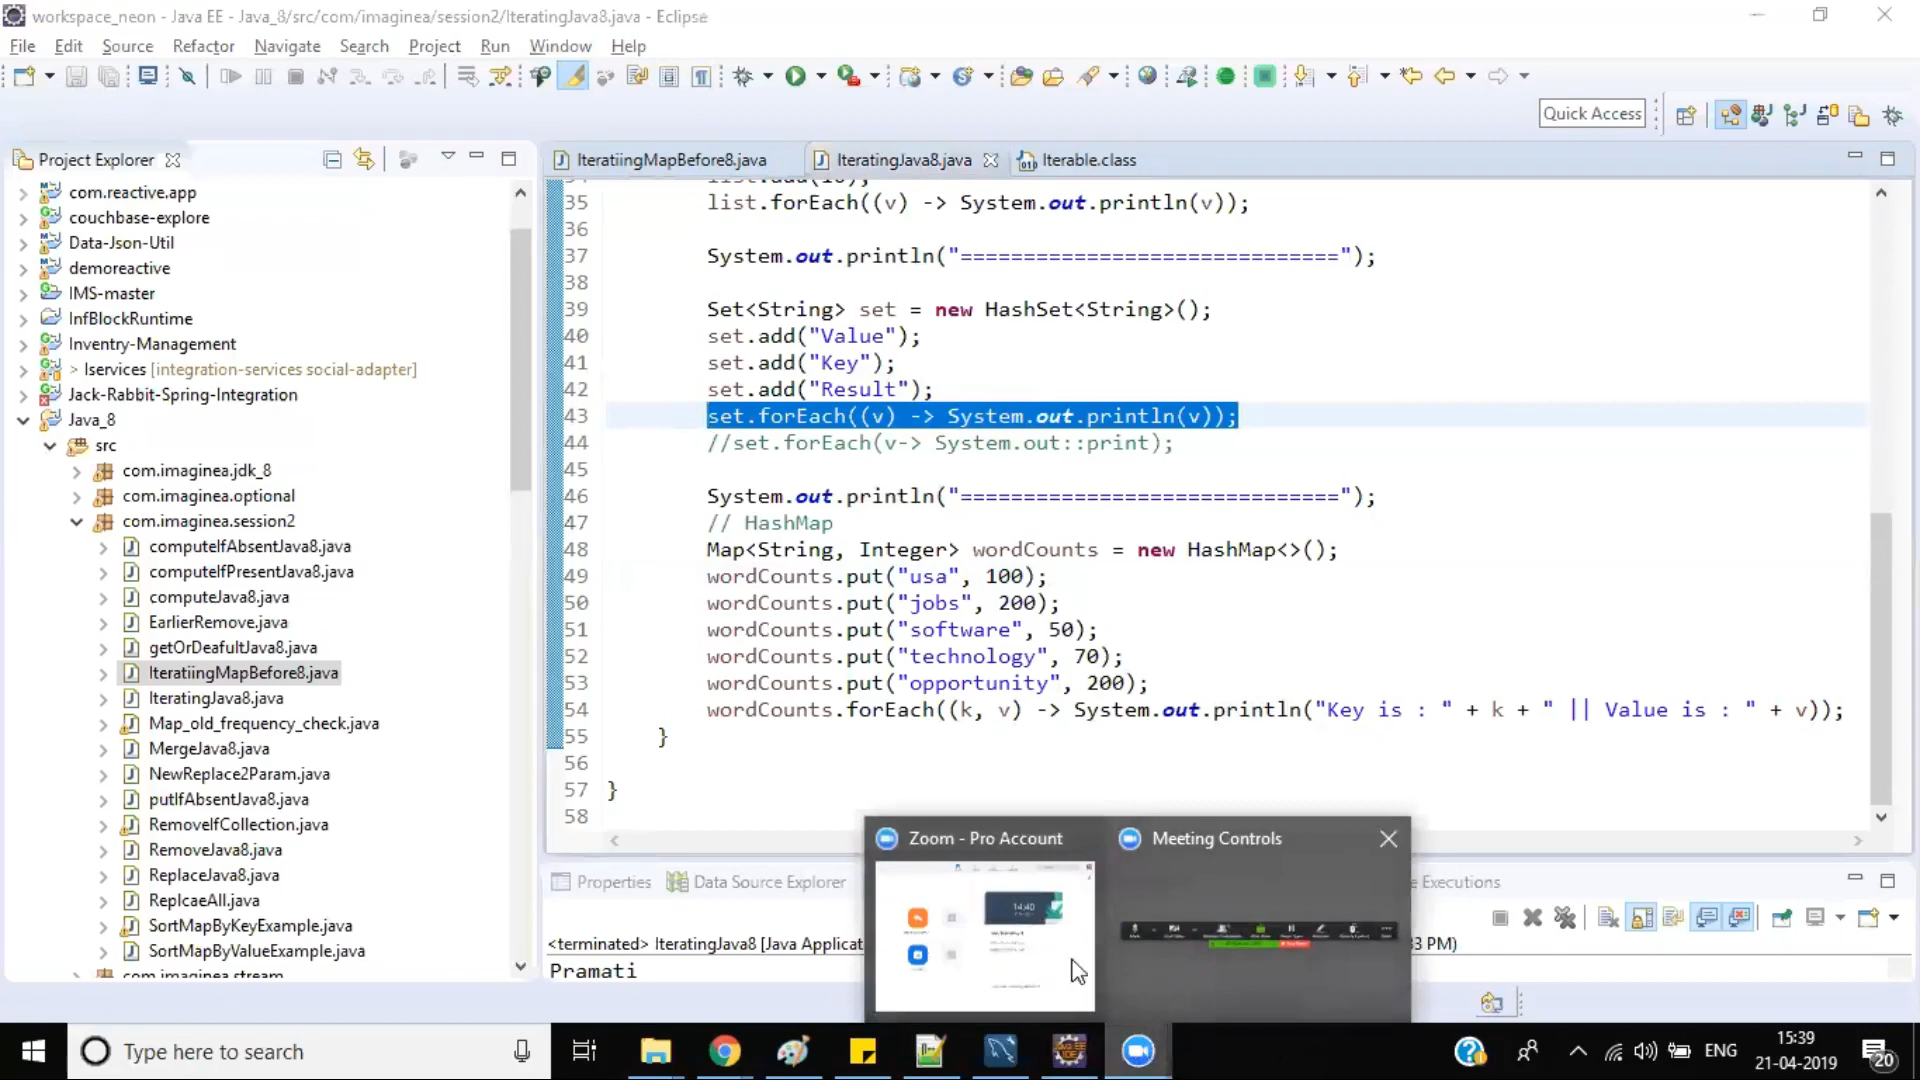 workspace_neon - Java EE - Java_8/src/com/imaginea/session2/IteratingJava8.java - Eclipse
File Edit Source Refactor Navigate Search Project Run Window Help
Quick Access
Project Explorer
IteratiingMapBefore8.java
IteratingJava8.java
Iterable.class
com.reactive.app
couchbase-explore
Data-Json-Util
demoreactive
IMS-master
InfBlockRuntime
Inventry-Management
> Iservices [integration-services social-adapter]
Jack-Rabbit-Spring-Integration
Java_8
src
com.imaginea.jdk_8
com.imaginea.optional
com.imaginea.session2
computeIfAbsentJava8.java
computeIfPresentJava8.java
computeJava8.java
EarlierRemove.java
getOrDeafultJava8.java
IteratiingMapBefore8.java
IteratingJava8.java
Map_old_frequency_check.java
MergeJava8.java
NewReplace2Param.java
putIfAbsentJava8.java
RemoveIfCollection.java
RemoveJava8.java
ReplaceJava8.java
ReplcaeAll.java
SortMapByKeyExample.java
SortMapByValueExample.java
com.imaginea.stream
35 list.forEach((v) -> System.out.println(v));
36
37 System.out.println("==============================");
38
39 Set<String> set = new HashSet<String>();
40 set.add("Value");
41 set.add("Key");
42 set.add("Result");
43 set.forEach((v) -> System.out.println(v));
44 //set.forEach(v-> System.out::print);
45
46 System.out.println("==============================");
47 // HashMap
48 Map<String, Integer> wordCounts = new HashMap<>();
49 wordCounts.put("usa", 100);
50 wordCounts.put("jobs", 200);
51 wordCounts.put("software", 50);
52 wordCounts.put("technology", 70);
53 wordCounts.put("opportunity", 200);
54 wordCounts.forEach((k, v) -> System.out.println("Key is : " + k + " || Value is : " + v));
55 }
56
57 }
58
Zoom - Pro Account
Meeting Controls
14:40
Properties
Data Source Explorer
e Executions
<terminated> IteratingJava8 [Java Applicat
33 PM)
Pramati
Type here to search
ENG
15:39
21-04-2019
20